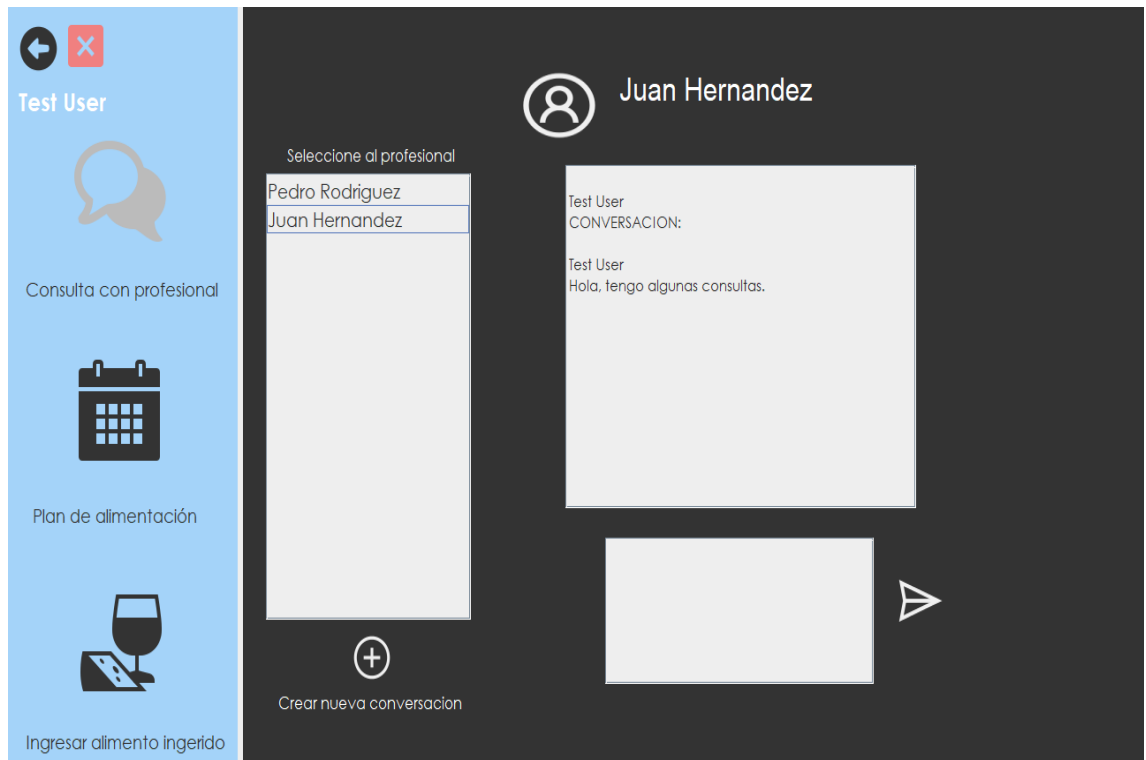 Test User
Consulta con profesional
Plan de alimentación
Ingresar alimento ingerido
Seleccione al profesional
Pedro Rodriguez
Juan Hernandez
Crear nueva conversacion
Juan Hernandez
Test User
CONVERSACION:
Test User
Hola, tengo algunas consultas.